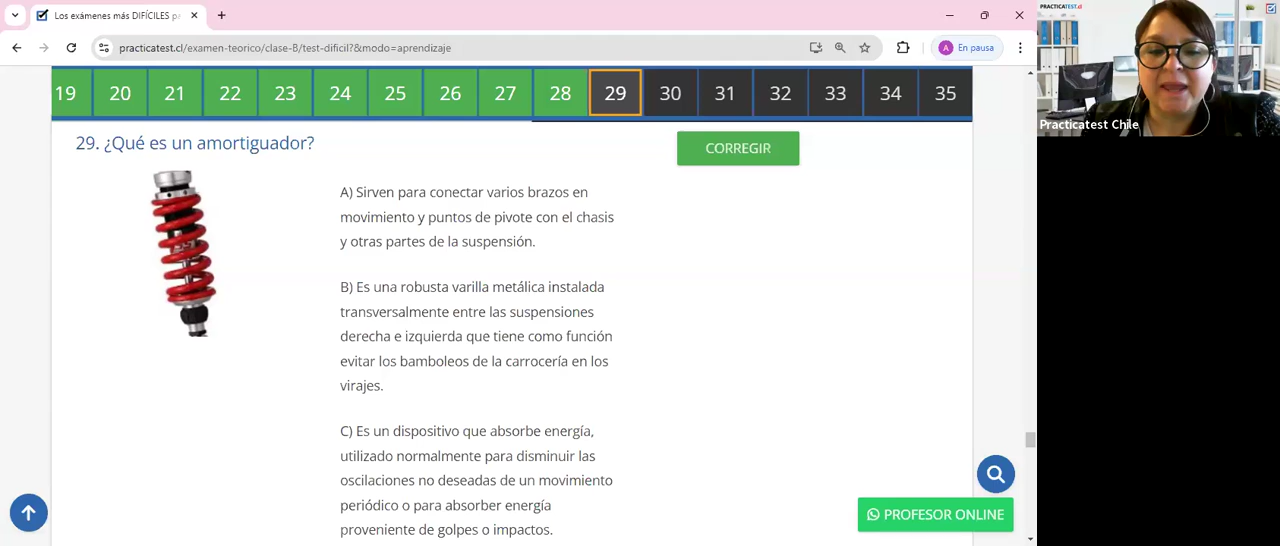 Los exámenes más DIFÍCILES pa
practicatest.cl/examen-teorico/clase-B/test-dificil?&modo=aprendizaje
A
En pausa
PRACTICATEST.cl
Practicatest Chile
19 20 21 22 23 24 25 26 27 28 29 30 31 32 33 34 35
29. ¿Qué es un amortiguador?
CORREGIR
A) Sirven para conectar varios brazos en
movimiento y puntos de pivote con el chasis
y otras partes de la suspensión.
B) Es una robusta varilla metálica instalada
transversalmente entre las suspensiones
derecha e izquierda que tiene como función
evitar los bamboleos de la carrocería en los
virajes.
C) Es un dispositivo que absorbe energía,
utilizado normalmente para disminuir las
oscilaciones no deseadas de un movimiento
periódico o para absorber energía
proveniente de golpes o impactos.
PROFESOR ONLINE